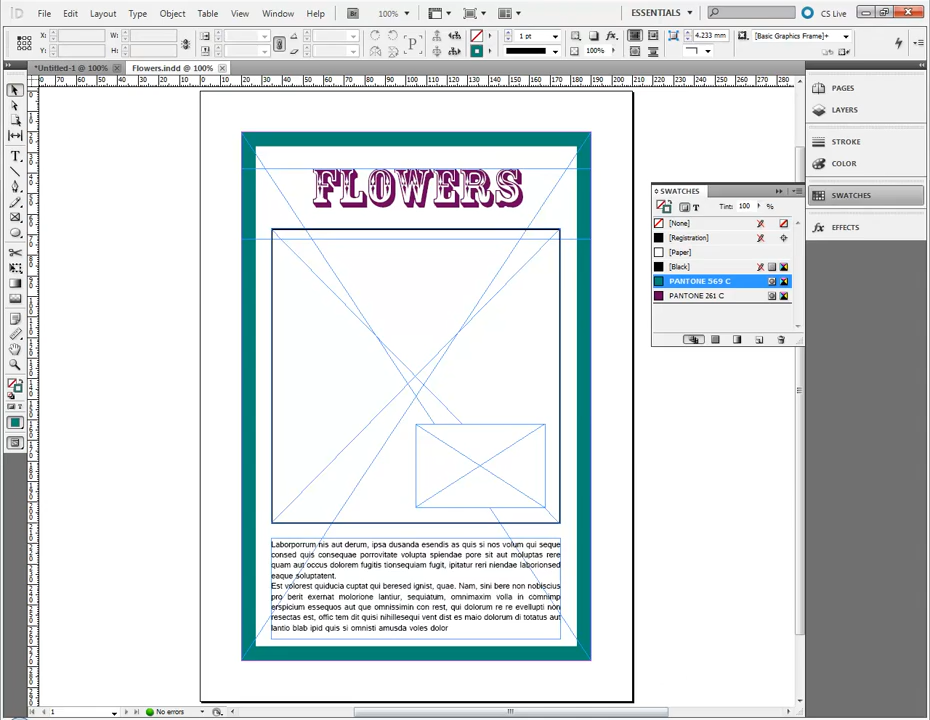 File Edit Layout Type Object Table View Window Help Br 100% ESSENTIALS CS Live
X: Y: W: H: 1 pt 100% 4.233 mm [Basic Graphics Frame]+
*Untitled-1 @ 100% Flowers.indd @ 100%
PAGES
LAYERS
STROKE
COLOR
SWATCHES
EFFECTS
SWATCHES
Tint: 100 %
[None]
[Registration]
[Paper]
[Black]
PANTONE 569 C
PANTONE 261 C
FLOWERS
Laborporrum nis aut derum, ipsa dusanda esendis as quis si nos volum qui seque
consed quis consequae porrovitate volupta spiendae pore sit aut moluptas rere
quam aut dolorem fugitis tionsequiam fugit, ipitatur reri niendae laborionsed
eaque soluptatent.
Est volorest quiducia cuptat qui beresed ignist, quae. Nam, sini bere non nobiscius
pro berit exernat molorione lantiur, sequiatum, omnimaxim volla in comnimp
erspicium essequos aut que omnissimin con rest, qui dolorum re re evellupti non
resectas est, offic tem dit quisi nihillesequi vent dist es maio dolorum di totatus aut
lantio blab ipid quis si omnisti amusda voles dolor
1 No errors